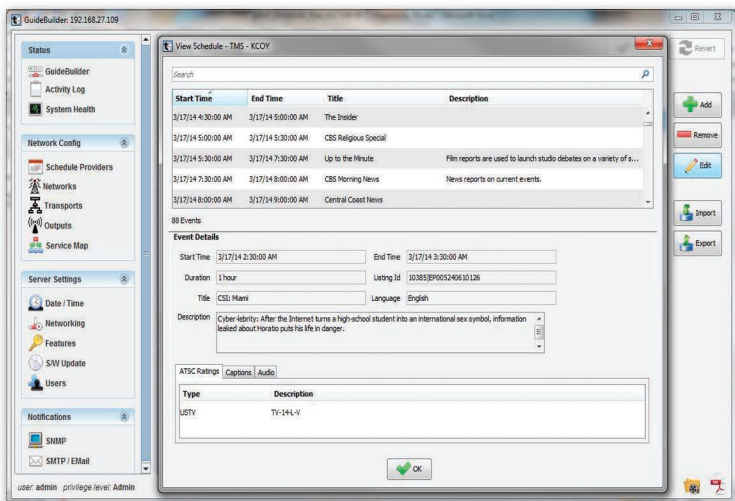 GuideBuilder: 192.168.27.109
Status
GuideBuilder
Activity Log
System Health
Network Config
Schedule Providers
Networks
Transports
Outputs
Service Map
Server Settings
Date / Time
Networking
Features
S/W Update
Users
Notifications
SNMP
SMTP / EMail
user: admin privilege level: Admin
View Schedule - TMS - KCOY
Search
Start Time End Time Title Description
3/17/14 4:30:00 AM 3/17/14 5:00:00 AM The Insider
3/17/14 5:00:00 AM 3/17/14 5:30:00 AM CBS Religious Special
3/17/14 5:30:00 AM 3/17/14 7:30:00 AM Up to the Minute Film reports are used to launch studio debates on a variety of s...
3/17/14 7:30:00 AM 3/17/14 8:00:00 AM CBS Morning News News reports on current events.
3/17/14 8:00:00 AM 3/17/14 9:00:00 AM Central Coast News
88 Events
Event Details
Start Time 3/17/14 2:30:00 AM End Time 3/17/14 3:30:00 AM
Duration 1 hour Listing Id 10385|EP005240610126
Title CSI: Miami Language English
Description Cyber-lebrity: After the Internet turns a high-school student into an international sex symbol, information
leaked about Horatio puts his life in danger.
ATSC Ratings Captions Audio
Type Description
USTV TV-14-L-V
OK
Revert
Add
Remove
Edit
Import
Export